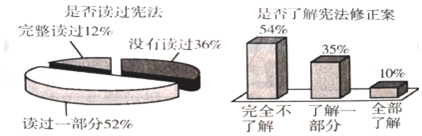 是否读过宪法
完整读过12%
没有读过36%
读过一部分52%
是否了解宪法修正案
54%
35%
10%
完全不了解
了解一部分
全部了解